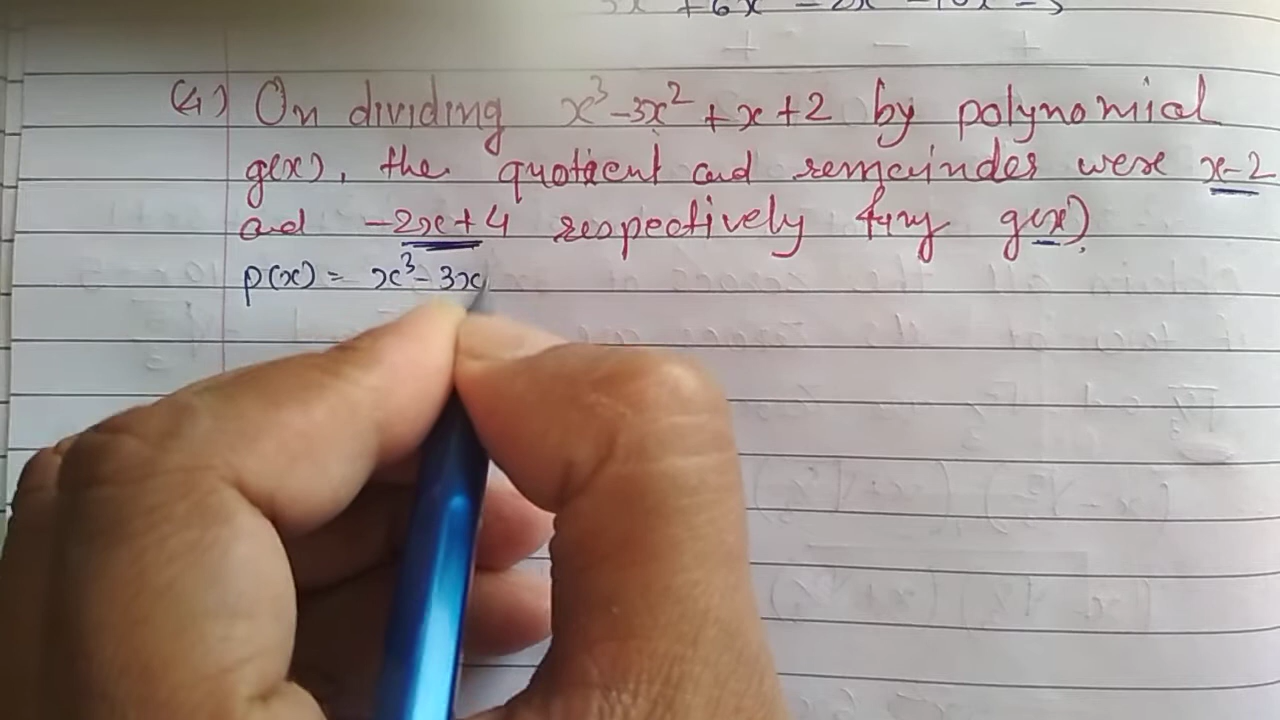 (4) On dividing x³-3x²+x+2 by polynomial
g(x), the quotient and remainder were x-2
and -2x+4 respectively g(x)
p(x) = x³-3x